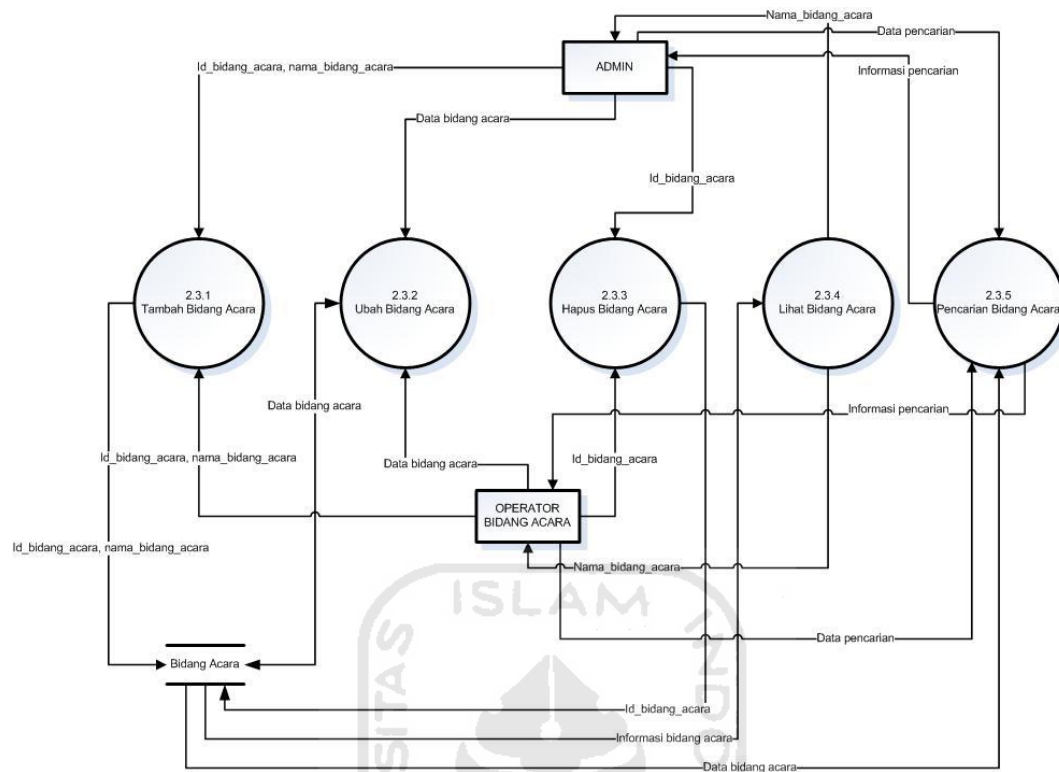 Nama_bidang_acara
Data pencarian
Id_bidang_acara, nama_bidang_acara
ADMIN
Informasi pencarian
Data bidang acara
Id_bidang_acara
2.3.1
Tambah Bidang Acara
2.3.2
Ubah Bidang Acara
2.3.3
Hapus Bidang Acara
2.3.4
Lihat Bidang Acara
2.3.5
Pencarian Bidang Acara
Data bidang acara
Informasi pencarian
Id_bidang_acara, nama_bidang_acara
Data bidang acara
Id_bidang_acara
OPERATOR
BIDANG ACARA
Id_bidang_acara, nama_bidang_acara
Nama_bidang_acara
ISLAM
SITAS
INDO
Data pencarian
Bidang Acara
Id_bidang_acara
Informasi bidang acara
Data bidang acara